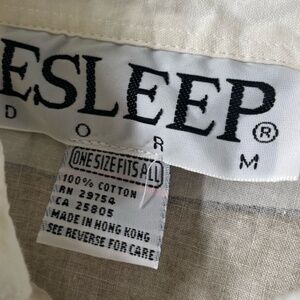 ESLEEP®
DORM
ONE SIZE FITS ALL
100% COTTON
RN 29754
CA 25805
MADE IN HONG KONG
SEE REVERSE FOR CARE